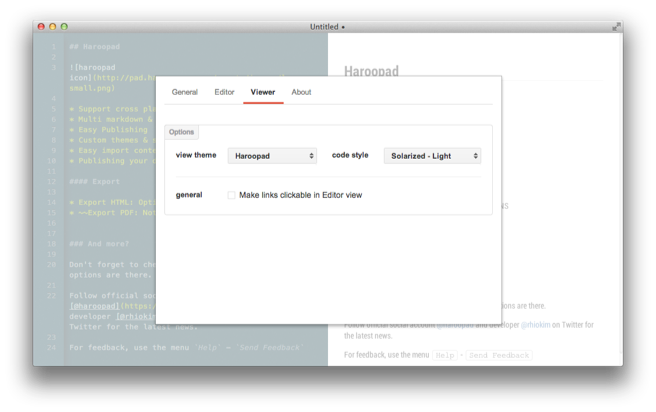 Untitled •
1 ## Haroopad
2
3 ![haroopad
icon](http://pad.h
small.png)
4
5 * Support cross pl
6 * Multi markdown &
7 * Easy Publishing
8 * Custom themes &
9 * Easy import cont
10 * Publishing your
11
12 #### Export
13
14 * Export HTML: Opt
15 * ~~Export PDF: No
16
17
18 ### And more?
19
20 Don't forget to che
options are there.
21
22 Follow official soc
[@Haroopad](https:
developer [@rhiokim
Twitter for the latest news.
23
24 For feedback, use the menu `Help` – `Send Feedback`
General Editor Viewer About
Options
view theme Haroopad code style Solarized - Light
general Make links clickable in Editor view
Haroopad
NS
ions are there.
Follow official social account @haroopad and developer @rhiokim on Twitter for
the latest news.
For feedback, use the menu Help - Send Feedback